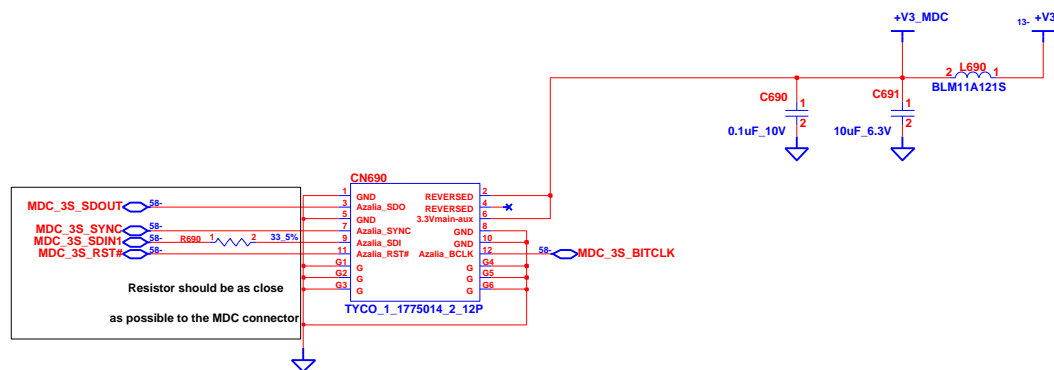 +V3_MDC
13- +V3
L690
2 1
BLM11A121S
C690
1
2
0.1uF_10V
C691
1
2
10uF_6.3V
CN690
1 GND REVERSED 2
MDC_3S_SDOUT 58- 3 Azalia_SDO REVERSED 4
5 GND 3.3Vmain-aux 6
MDC_3S_SYNC 58- 7 Azalia_SYNC GND 8
MDC_3S_SDIN1 58- R690 1 2 33_5% 9 Azalia_SDI GND 10
MDC_3S_RST# 58- 11 Azalia_RST# Azalia_BCLK 12 58- MDC_3S_BITCLK
G1 G G G4
G2 G G G5
G3 G G G6
TYCO_1_1775014_2_12P
Resistor should be as close
as possible to the MDC connector